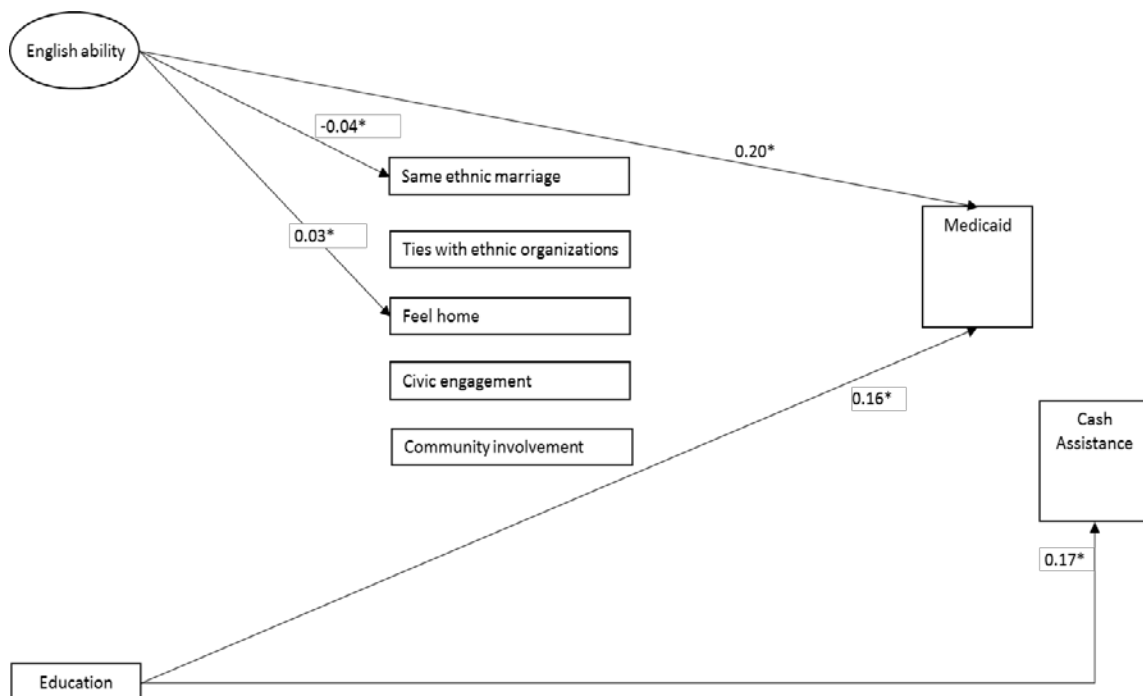 English ability
-0.04*
0.20*
Same ethnic marriage
Medicaid
0.03*
Ties with ethnic organizations
Feel home
Civic engagement
0.16*
Cash
Assistance
Community involvement
0.17*
Education